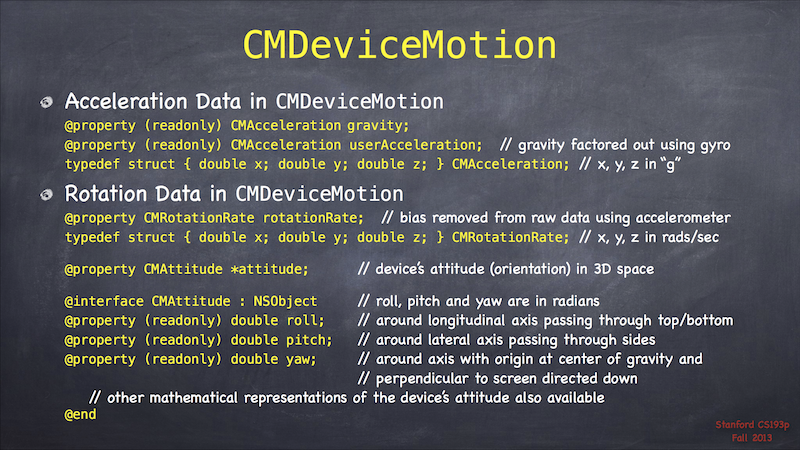 CMDeviceMotion
Acceleration Data in CMDeviceMotion
@property (readonly) CMAcceleration gravity;
@property (readonly) CMAcceleration userAcceleration; // gravity factored out using gyro
typedef struct { double x; double y; double z; } CMAcceleration; // x, y, z in “g”
Rotation Data in CMDeviceMotion
@property CMRotationRate rotationRate; // bias removed from raw data using accelerometer
typedef struct { double x; double y; double z; } CMRotationRate; // x, y, z in rads/sec
@property CMAttitude *attitude; // device’s attitude (orientation) in 3D space
@interface CMAttitude : NSObject // roll, pitch and yaw are in radians
@property (readonly) double roll; // around longitudinal axis passing through top/bottom
@property (readonly) double pitch; // around lateral axis passing through sides
@property (readonly) double yaw; // around axis with origin at center of gravity and
// perpendicular to screen directed down
// other mathematical representations of the device’s attitude also available
@end
Stanford CS193p
Fall 2013